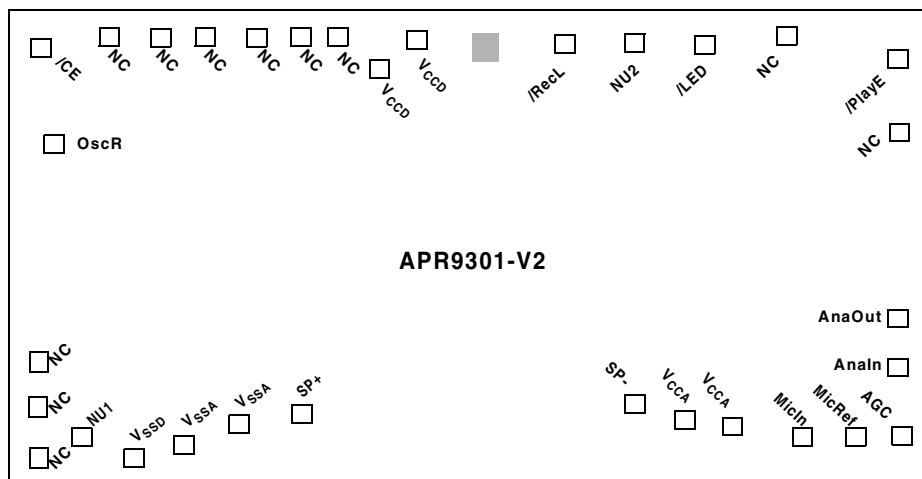 /CE
NC
NC
NC
NC
NC
NC
VCCD
VCCD
/RecL
NU2
/LED
NC
/PlayE
OscR
NC
APR9301-V2
AnaOut
AnaIn
NC
NC
NC
NU1
VSSD
VSSA
VSSA
SP+
SP-
VCCA
VCCA
MicIn
MicRef
AGC